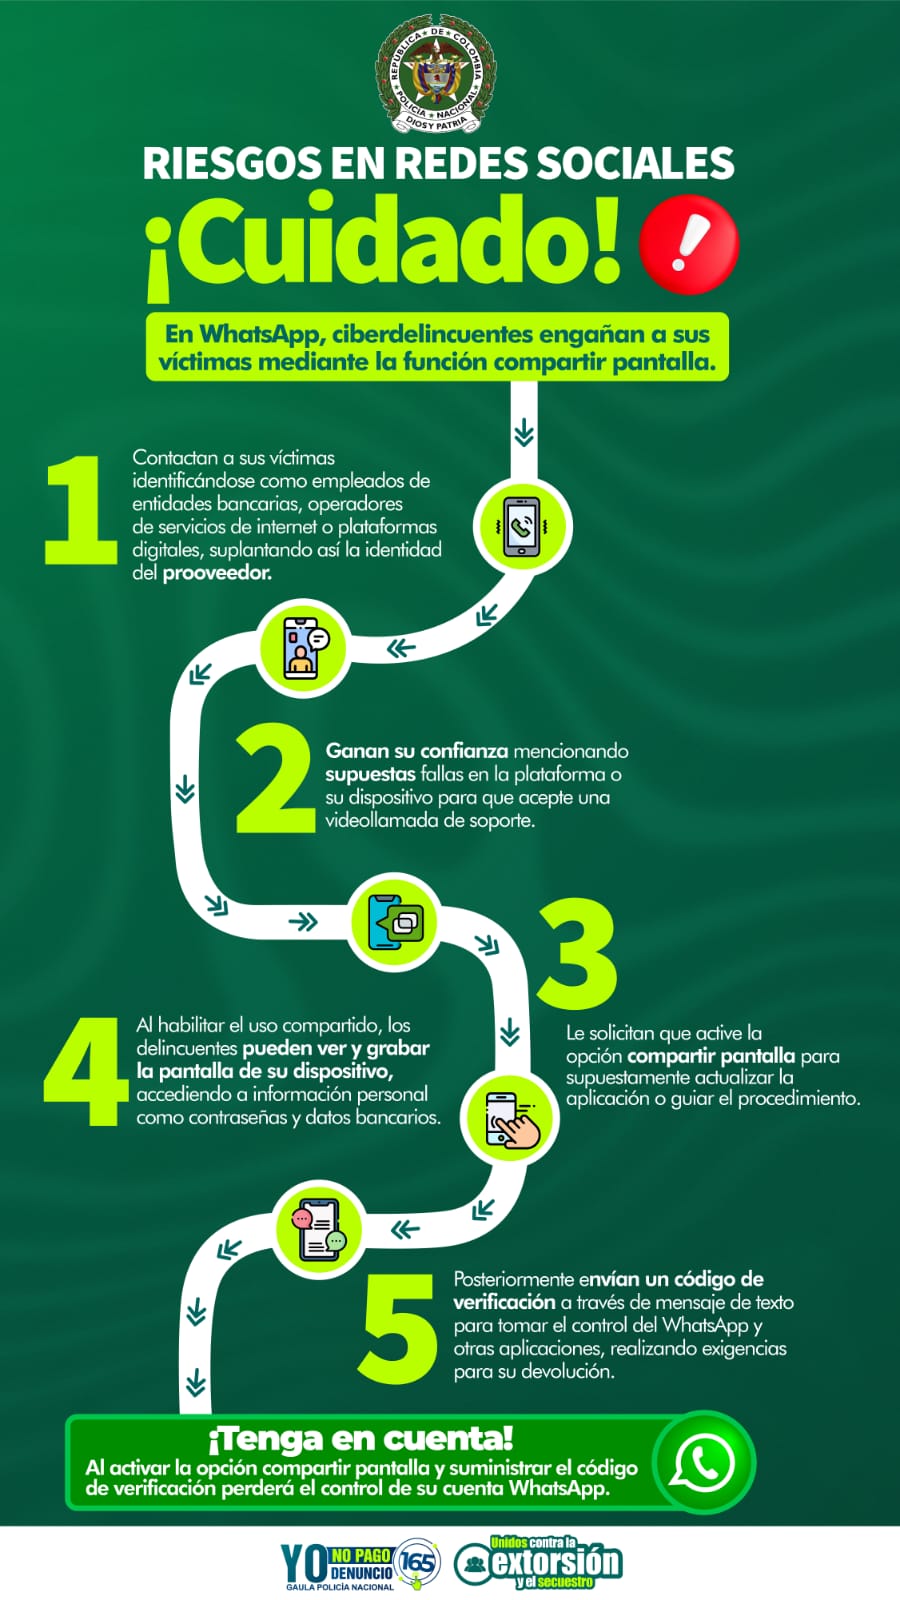 REPÚBLICA DE COLOMBIA
POLICÍA NACIONAL
DIOS Y PATRIA
RIESGOS EN REDES SOCIALES
¡Cuidado!
En WhatsApp, ciberdelincuentes engañan a sus
víctimas mediante la función compartir pantalla.
1
Contactan a sus víctimas
identificándose como empleados de
entidades bancarias, operadores
de servicios de internet o plataformas
digitales, suplantando así la identidad
del prooveedor.
2
Ganan su confianza mencionando
supuestas fallas en la plataforma o
su dispositivo para que acepte una
videollamada de soporte.
3
Le solicitan que active la
opción compartir pantalla para
supuestamente actualizar la
aplicación o guiar el procedimiento.
4
Al habilitar el uso compartido, los
delincuentes pueden ver y grabar
la pantalla de su dispositivo,
accediendo a información personal
como contraseñas y datos bancarios.
5
Posteriormente envían un código de
verificación a través de mensaje de texto
para tomar el control del WhatsApp y
otras aplicaciones, realizando exigencias
para su devolución.
¡Tenga en cuenta!
Al activar la opción compartir pantalla y suministrar el código
de verificación perderá el control de su cuenta WhatsApp.
YO NO PAGO
DENUNCIO
165
GAULA POLICÍA NACIONAL
Unidos contra la
extorsión
y el secuestro